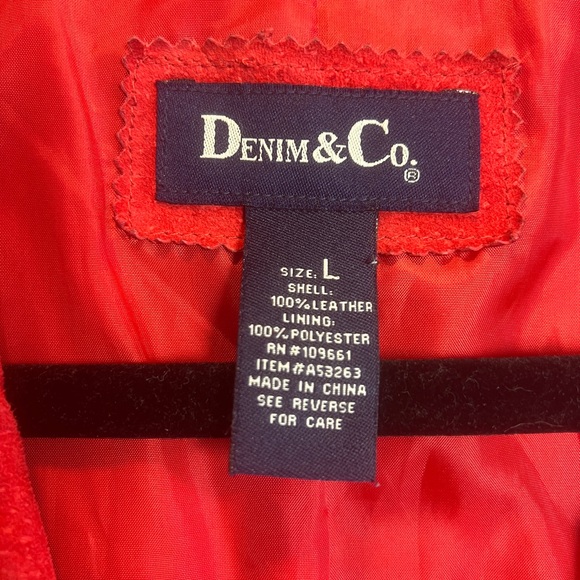 DENIM & CO.®
SIZE: L
SHELL:
100% LEATHER
LINING:
100% POLYESTER
RN#109661
ITEM#A53263
MADE IN CHINA
SEE REVERSE
FOR CARE